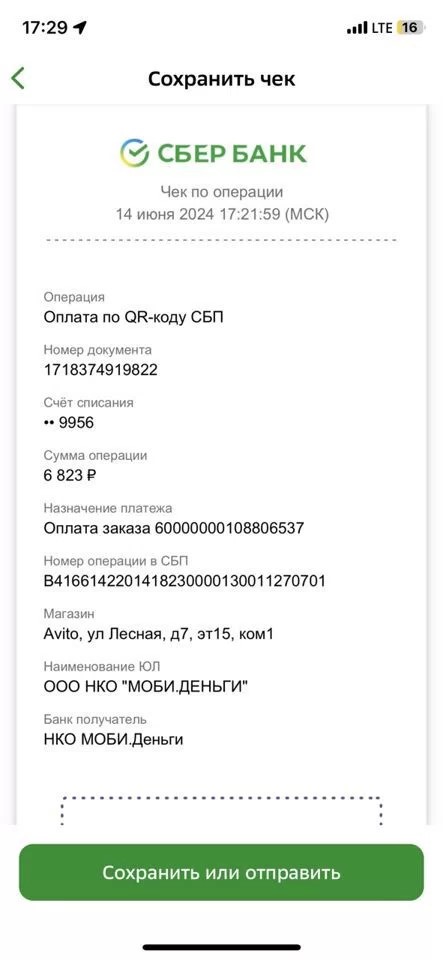 17:29 LTE 16
Сохранить чек
СБЕР БАНК
Чек по операции
14 июня 2024 17:21:59 (МСК)
Операция
Оплата по QR-коду СБП
Номер документа
1718374919822
Счёт списания
•• 9956
Сумма операции
6 823 ₽
Назначение платежа
Оплата заказа 60000000108806537
Номер операции в СБП
B41661422014182300001300112​70701
Магазин
Avito, ул Лесная, д7, эт15, ком1
Наименование ЮЛ
ООО НКО "МОБИ.ДЕНЬГИ"
Банк получатель
НКО МОБИ.Деньги
Сохранить или отправить